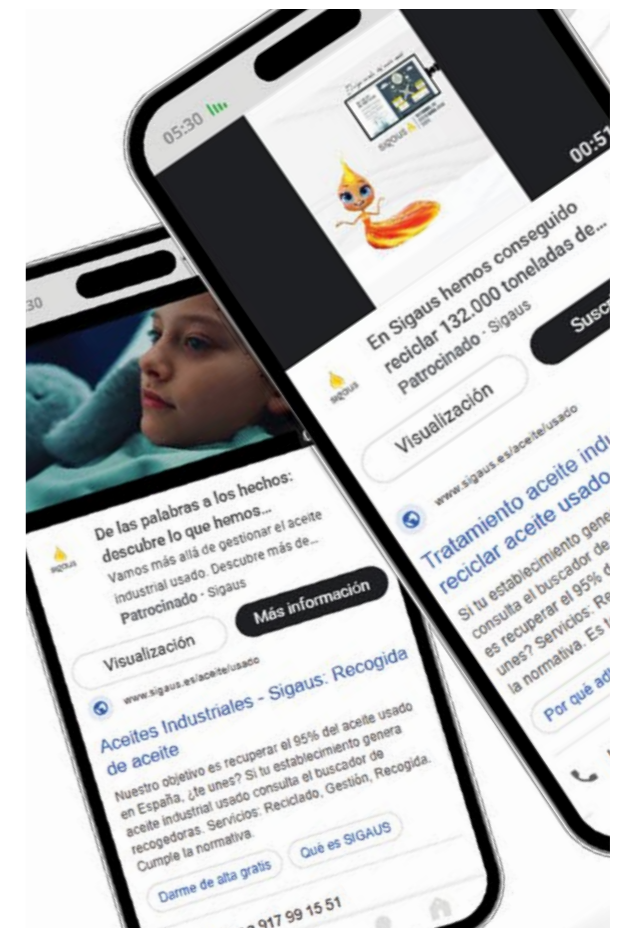 05:30
SIGAUS
00:51
En Sigaus hemos conseguido
reciclar 132.000 toneladas de...
Patrocinado · Sigaus
SIGAUS
Visualización
www.sigaus.es/aceite/usado
Tratamiento aceite
reciclar aceite usado
Si tu establecimiento
consulta el buscador de
es recuperar el 95%
unes? Servicios:
la normativa. Es
Por qué
30
De las palabras a los hechos:
descubre lo que hemos...
Vamos más allá de gestionar el aceite
industrial usado. Descubre más de...
Patrocinado · Sigaus
SIGAUS
Visualización
Más información
www.sigaus.es/aceite/usado
Aceites Industriales - Sigaus: Recogida
de aceite
Nuestro objetivo es recuperar el 95% del aceite usado
en España, ¿te unes? Si tu establecimiento genera
aceite industrial usado consulta el buscador de
recogedoras. Servicios: Reciclado, Gestión, Recogida.
Cumple la normativa.
Darme de alta gratis
Qué es SIGAUS
917 99 15 51